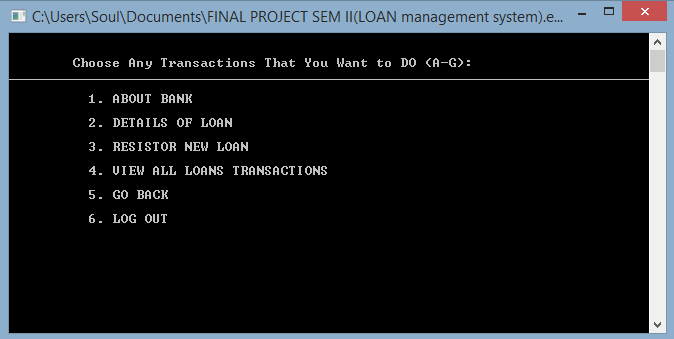 C:\Users\Soul\Documents\FINAL PROJECT SEM II(LOAN management system).e...
Choose Any Transactions That You Want to DO (A-G):
1. ABOUT BANK
2. DETAILS OF LOAN
3. RESISTOR NEW LOAN
4. VIEW ALL LOANS TRANSACTIONS
5. GO BACK
6. LOG OUT